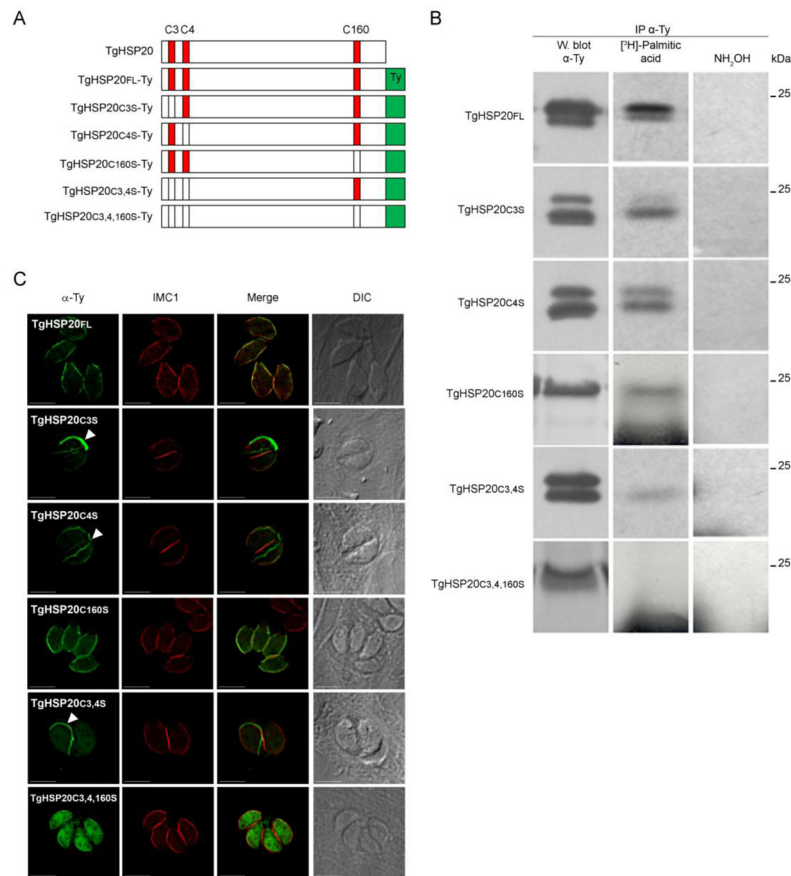 A
C3 C4 C160
TgHSP20
TgHSP20FL-Ty
Ty
TgHSP20C3S-Ty
TgHSP20C4S-Ty
TgHSP20C160S-Ty
TgHSP20C3,4S-Ty
TgHSP20C3,4,160S-Ty
B
IP α-Ty
W. blot α-Ty
[³H]-Palmitic acid
NH₂OH
kDa
TgHSP20FL
25
TgHSP20C3S
25
TgHSP20C4S
25
TgHSP20C160S
25
TgHSP20C3,4S
25
TgHSP20C3,4,160S
25
C
α-Ty IMC1 Merge DIC
TgHSP20FL
TgHSP20C3S
TgHSP20C4S
TgHSP20C160S
TgHSP20C3,4S
TgHSP20C3,4,160S